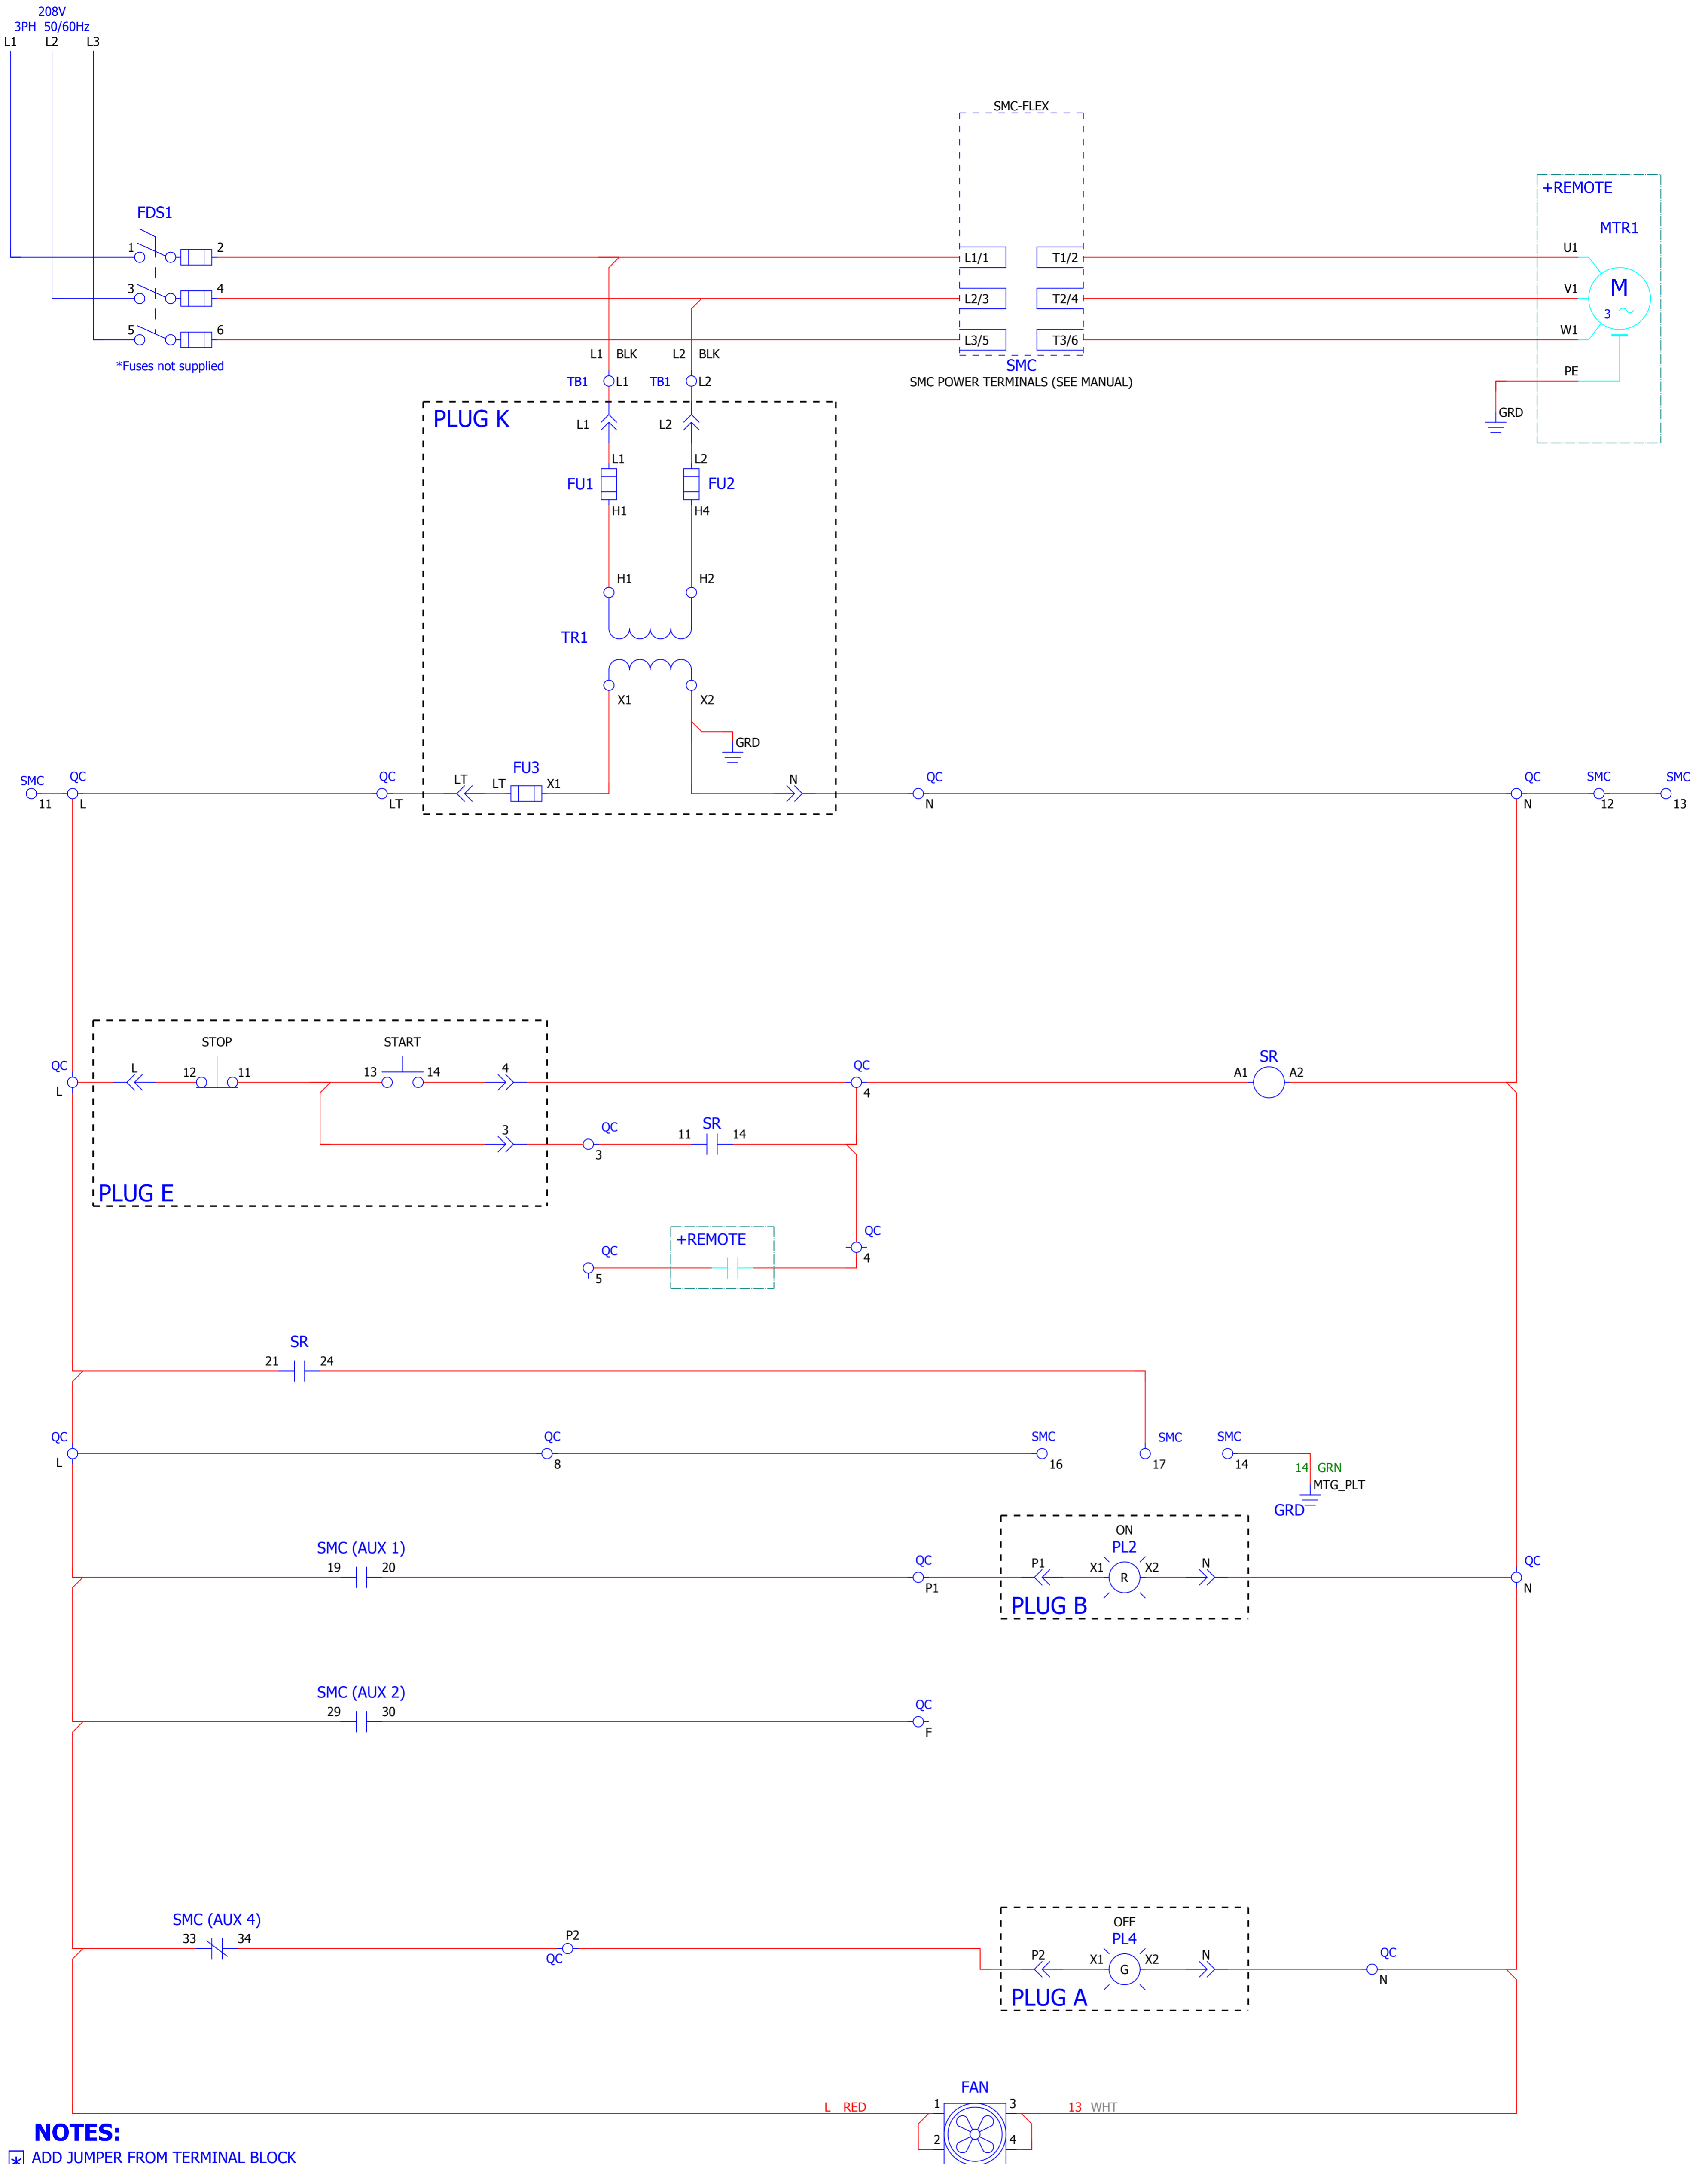 208V
3PH 50/60Hz
L1 L2 L3
SMC-FLEX
+REMOTE
MTR1
FDS1
1 2 L1/1 T1/2 U1
3 4 L2/3 T2/4 V1 M
3
5 6 L3/5 T3/6 W1
*Fuses not supplied
L1 BLK L2 BLK
SMC
SMC POWER TERMINALS (SEE MANUAL)
PE
GRD
TB1 L1 TB1 L2
PLUG K
L1 L2
L1 L2
FU1 FU2
H1 H4
H1 H2
TR1
X1 X2
GRD
SMC QC QC LT LT FU3 X1 N QC QC SMC SMC
11 L LT N N 12 13
STOP START
QC L 12 11 13 14 4 QC A1 SR A2
L 4
3 QC 11 SR 14
3
PLUG E
+REMOTE
QC QC
5 4
SR
21 24
QC QC SMC SMC SMC
L 8 16 17 14
14 GRN
MTG_PLT
GRD
SMC (AUX 1)
19 20
ON
PL2
QC P1 X1 R X2 N QC
P1 N
PLUG B
SMC (AUX 2)
29 30 QC
F
SMC (AUX 4)
33 34 P2
QC
OFF
PL4
P2 X1 G X2 N QC
N
PLUG A
FAN
L RED 1 3 13 WHT
2 4
NOTES:
* ADD JUMPER FROM TERMINAL BLOCK